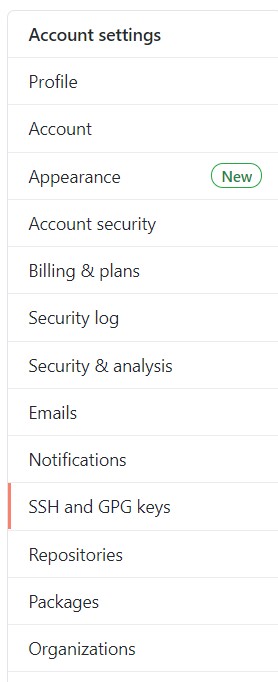 Account settings
Profile
Account
Appearance New
Account security
Billing & plans
Security log
Security & analysis
Emails
Notifications
SSH and GPG keys
Repositories
Packages
Organizations